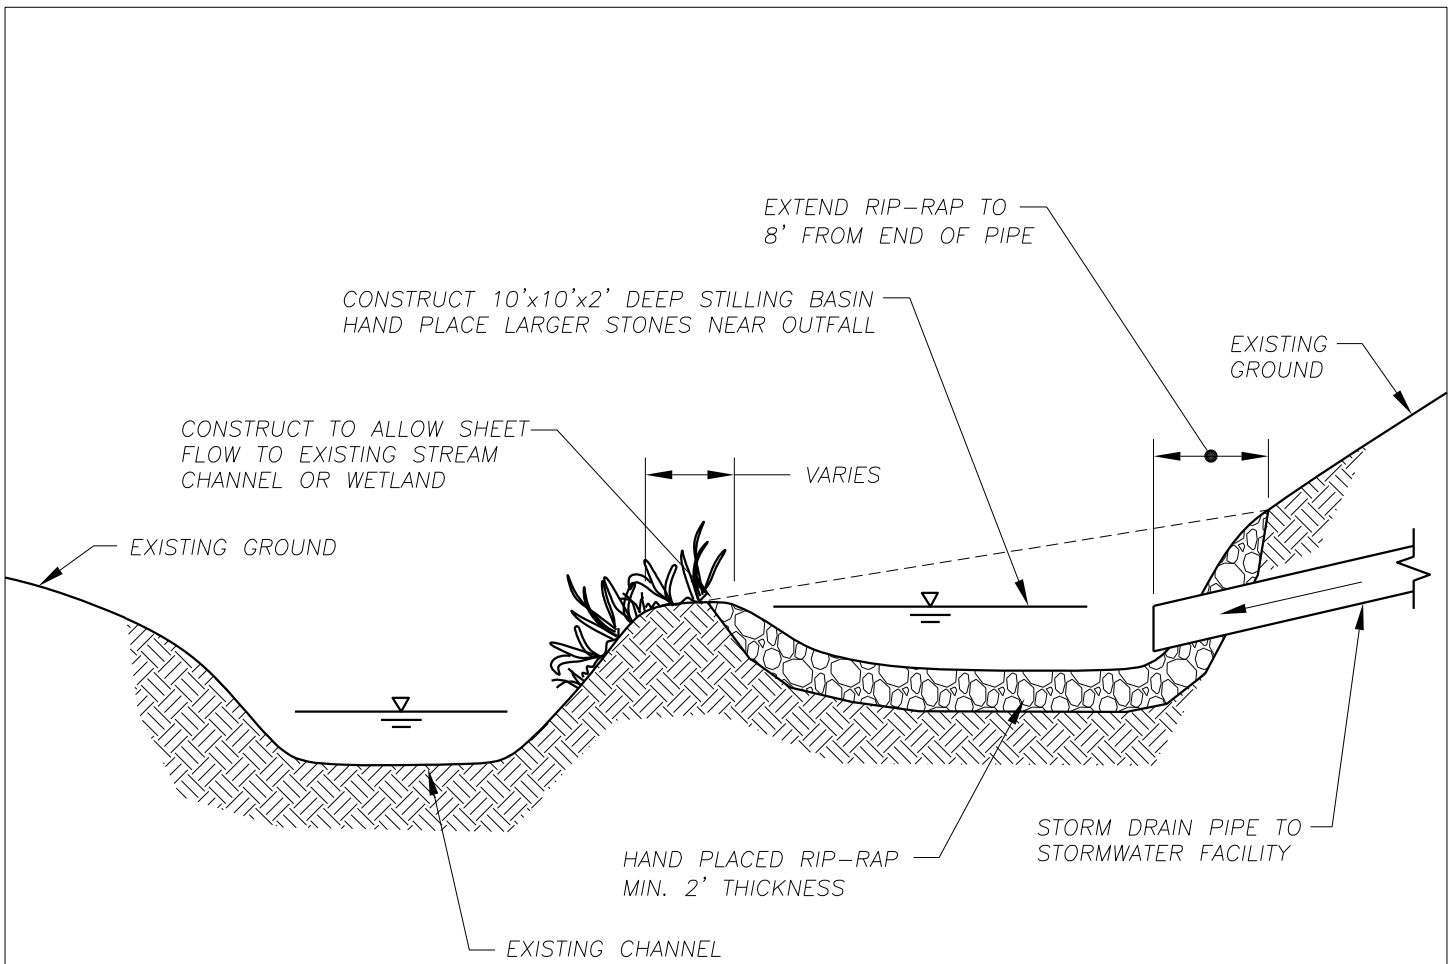 EXTEND RIP-RAP TO
8' FROM END OF PIPE
CONSTRUCT 10'x10'x2' DEEP STILLING BASIN
HAND PLACE LARGER STONES NEAR OUTFALL
EXISTING
GROUND
CONSTRUCT TO ALLOW SHEET
FLOW TO EXISTING STREAM
CHANNEL OR WETLAND
VARIES
EXISTING GROUND
STORM DRAIN PIPE TO
STORMWATER FACILITY
HAND PLACED RIP-RAP
MIN. 2' THICKNESS
EXISTING CHANNEL